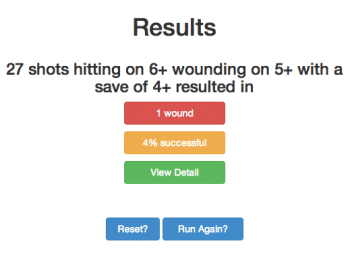 Results
27 shots hitting on 6+ wounding on 5+ with a
save of 4+ resulted in
1 wound
4% successful
View Detail
Reset? Run Again?